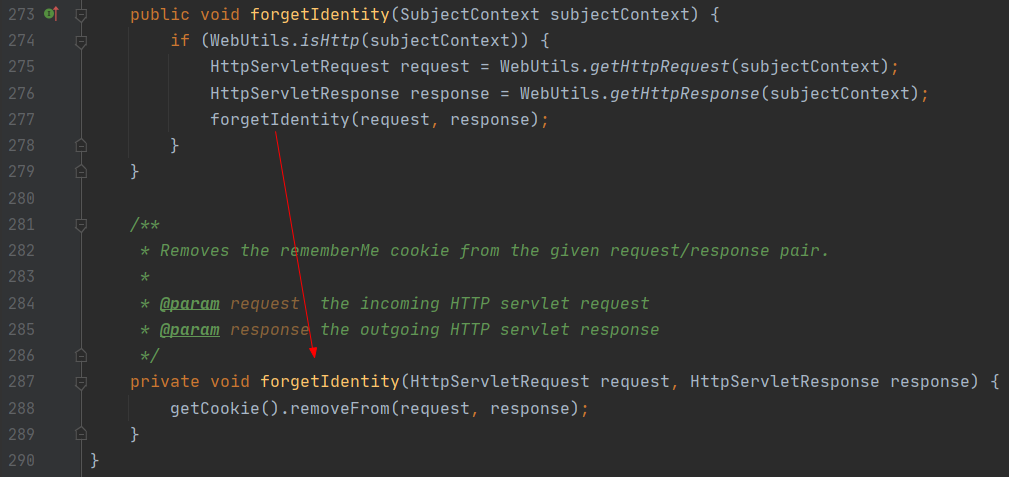 273 public void forgetIdentity(SubjectContext subjectContext) {
274 if (WebUtils.isHttp(subjectContext)) {
275 HttpServletRequest request = WebUtils.getHttpRequest(subjectContext);
276 HttpServletResponse response = WebUtils.getHttpResponse(subjectContext);
277 forgetIdentity(request, response);
278 }
279 }
280
281 /**
282 * Removes the rememberMe cookie from the given request/response pair.
283 *
284 * @param request the incoming HTTP servlet request
285 * @param response the outgoing HTTP servlet response
286 */
287 private void forgetIdentity(HttpServletRequest request, HttpServletResponse response) {
288 getCookie().removeFrom(request, response);
289 }
290 }